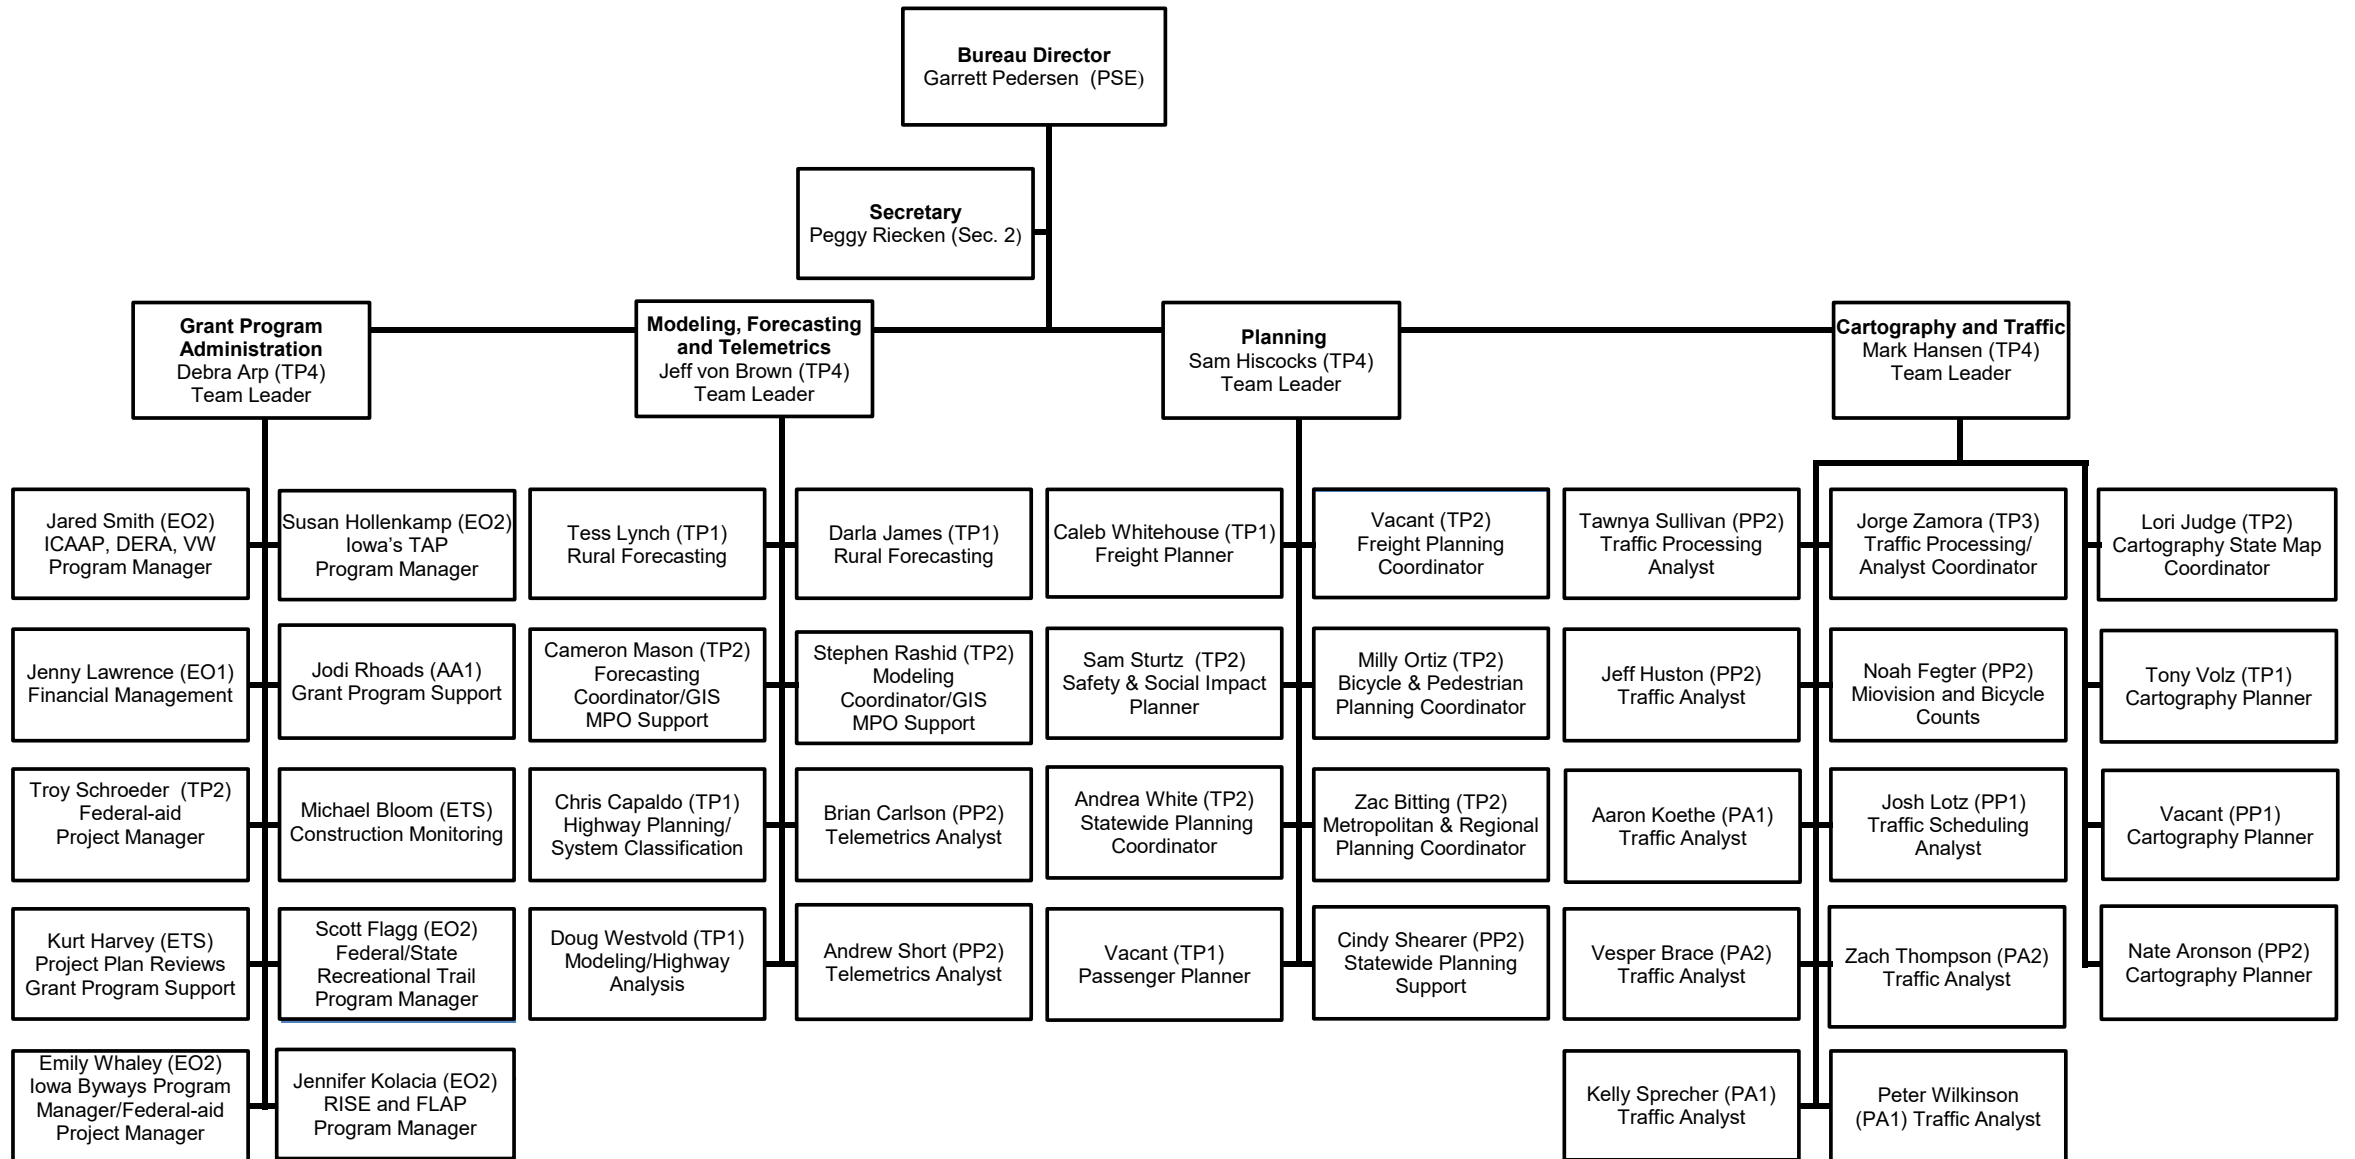 Bureau Director
Garrett Pedersen (PSE)
Secretary
Peggy Riecken (Sec. 2)
Grant Program
Administration
Debra Arp (TP4)
Team Leader
Modeling, Forecasting
and Telemetrics
Jeff von Brown (TP4)
Team Leader
Planning
Sam Hiscocks (TP4)
Team Leader
Cartography and Traffic
Mark Hansen (TP4)
Team Leader
Jared Smith (EO2)
ICAAP, DERA, VW
Program Manager
Susan Hollenkamp (EO2)
Iowa’s TAP
Program Manager
Tess Lynch (TP1)
Rural Forecasting
Darla James (TP1)
Rural Forecasting
Caleb Whitehouse (TP1)
Freight Planner
Vacant (TP2)
Freight Planning
Coordinator
Tawnya Sullivan (PP2)
Traffic Processing
Analyst
Jorge Zamora (TP3)
Traffic Processing/
Analyst Coordinator
Lori Judge (TP2)
Cartography State Map
Coordinator
Jenny Lawrence (EO1)
Financial Management
Jodi Rhoads (AA1)
Grant Program Support
Cameron Mason (TP2)
Forecasting
Coordinator/GIS
MPO Support
Stephen Rashid (TP2)
Modeling
Coordinator/GIS
MPO Support
Sam Sturtz (TP2)
Safety & Social Impact
Planner
Milly Ortiz (TP2)
Bicycle & Pedestrian
Planning Coordinator
Jeff Huston (PP2)
Traffic Analyst
Noah Fegter (PP2)
Miovision and Bicycle
Counts
Tony Volz (TP1)
Cartography Planner
Troy Schroeder (TP2)
Federal-aid
Project Manager
Michael Bloom (ETS)
Construction Monitoring
Chris Capaldo (TP1)
Highway Planning/
System Classification
Brian Carlson (PP2)
Telemetrics Analyst
Andrea White (TP2)
Statewide Planning
Coordinator
Zac Bitting (TP2)
Metropolitan & Regional
Planning Coordinator
Aaron Koethe (PA1)
Traffic Analyst
Josh Lotz (PP1)
Traffic Scheduling
Analyst
Vacant (PP1)
Cartography Planner
Kurt Harvey (ETS)
Project Plan Reviews
Grant Program Support
Scott Flagg (EO2)
Federal/State
Recreational Trail
Program Manager
Doug Westvold (TP1)
Modeling/Highway
Analysis
Andrew Short (PP2)
Telemetrics Analyst
Vacant (TP1)
Passenger Planner
Cindy Shearer (PP2)
Statewide Planning
Support
Vesper Brace (PA2)
Traffic Analyst
Zach Thompson (PA2)
Traffic Analyst
Nate Aronson (PP2)
Cartography Planner
Emily Whaley (EO2)
Iowa Byways Program
Manager/Federal-aid
Project Manager
Jennifer Kolacia (EO2)
RISE and FLAP
Program Manager
Kelly Sprecher (PA1)
Traffic Analyst
Peter Wilkinson
(PA1) Traffic Analyst